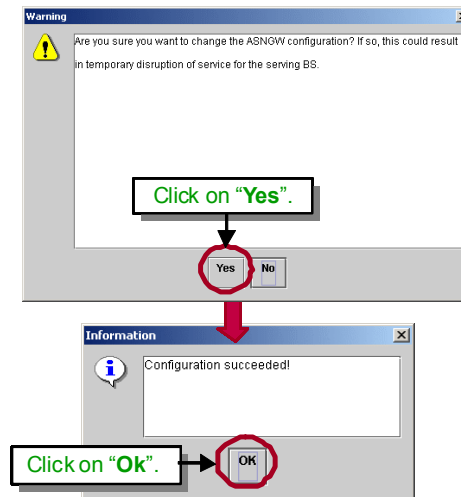 Warning
Are you sure you want to change the ASNGW configuration? If so, this could result
in temporary disruption of service for the serving BS.
Click on “Yes”.
Yes No
Information
Configuration succeeded!
Click on “Ok”.
OK